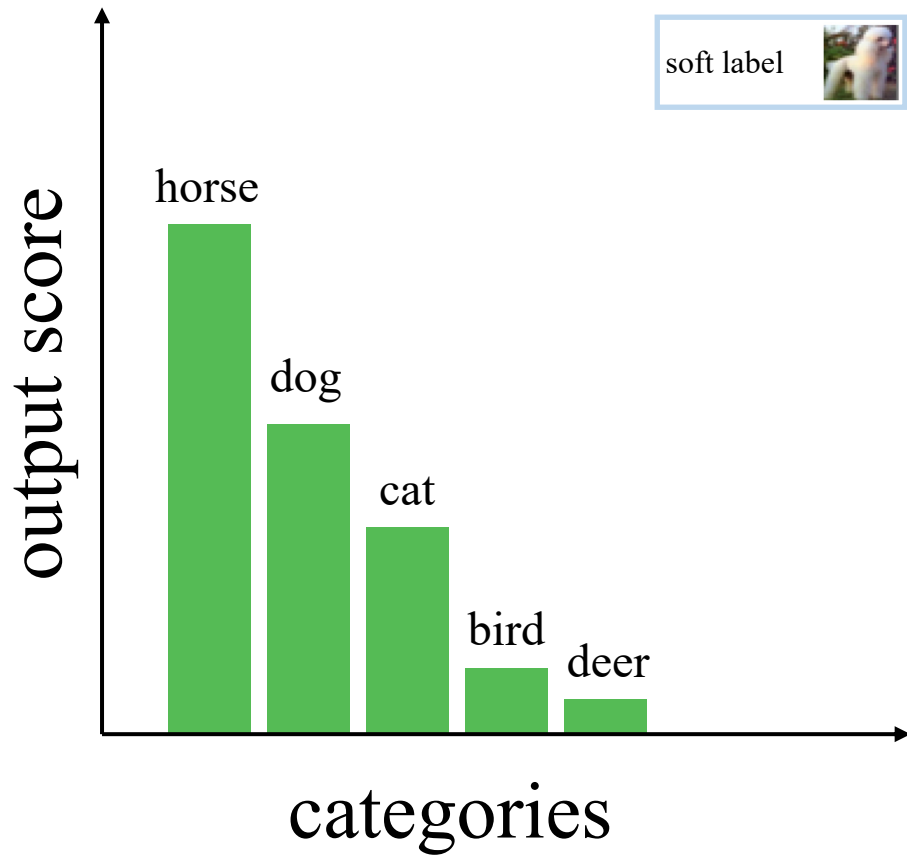 soft label
horse
dog
cat
bird
deer
output score
categories